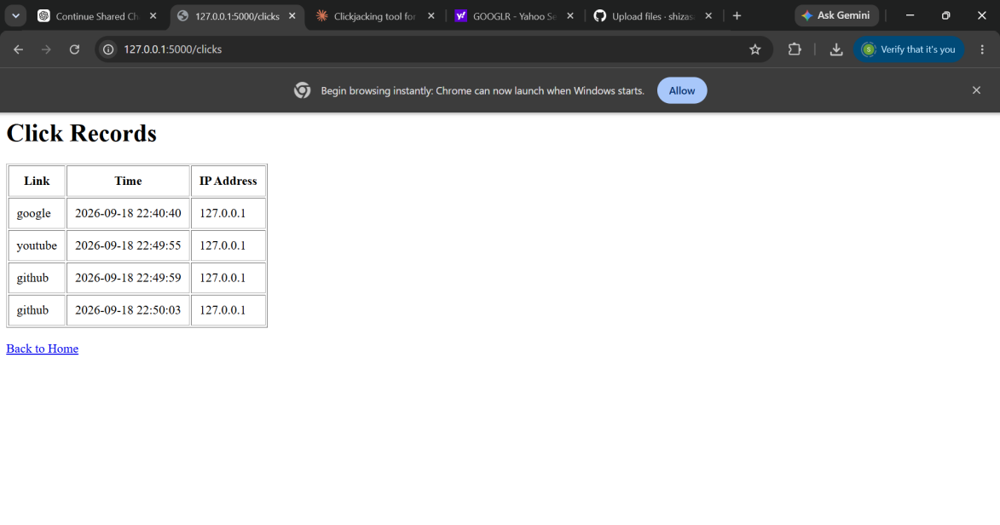 Continue Shared Ch
127.0.0.1:5000/clicks
Clickjacking tool for
GOOGLR - Yahoo Se
Upload files · shizas
Ask Gemini
127.0.0.1:5000/clicks
Verify that it's you
Begin browsing instantly: Chrome can now launch when Windows starts.
Allow
Click Records
Link Time IP Address
google 2026-09-18 22:40:40 127.0.0.1
youtube 2026-09-18 22:49:55 127.0.0.1
github 2026-09-18 22:49:59 127.0.0.1
github 2026-09-18 22:50:03 127.0.0.1
Back to Home